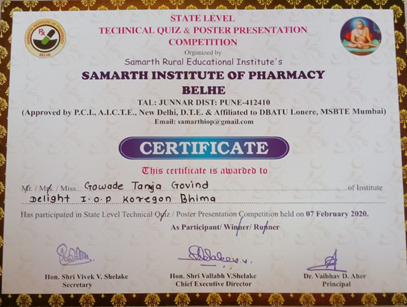 STATE LEVEL
TECHNICAL QUIZ & POSTER PRESENTATION
COMPETITION
Organized by
Samarth Rural Educational Institute's
SAMARTH INSTITUTE OF PHARMACY
BELHE
TAL: JUNNAR DIST: PUNE-412410
(Approved by P.C.I., A.I.C.T.E., New Delhi, D.T.E. & Affiliated to DBATU Lonere, MSBTE Mumbai)
Email: samarthiop@gmail.com
CERTIFICATE
This certificate is awarded to
Mr. / Mrs. / Miss. Gawade Tanuja Govind of Institute
Delight I.O.P Koregon Bhima
Has participated in State Level Technical Quiz / Poster Presentation Competition held on 07 February 2020.
As Participant/ Winner/ Runner
Hon. Shri Vivek V. Shelake
Secretary
Hon. Shri Vallabh V.Shelake
Chief Executive Director
Dr. Vaibhav D. Aher
Principal